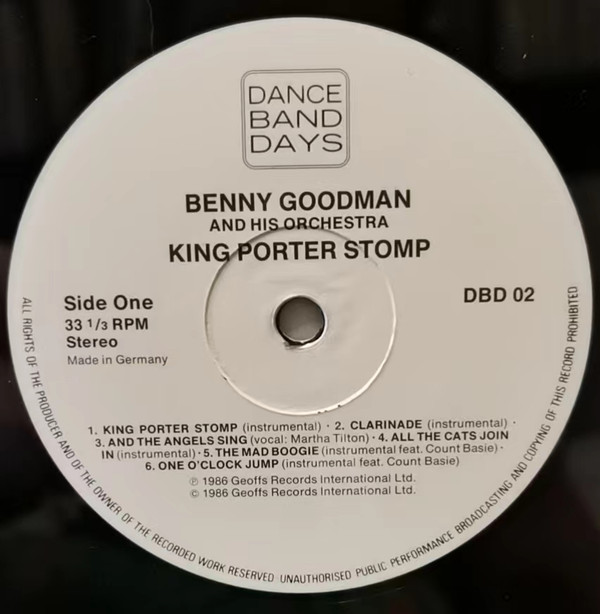 DANCE
BAND
DAYS
BENNY GOODMAN
AND HIS ORCHESTRA
KING PORTER STOMP
Side One
33 1/3 RPM
Stereo
Made in Germany
DBD 02
1. KING PORTER STOMP (instrumental) · 2. CLARINADE (instrumental) ·
3. AND THE ANGELS SING (vocal: Martha Tilton) · 4. ALL THE CATS JOIN
IN (instrumental) · 5. THE MAD BOOGIE (instrumental feat. Count Basie) ·
6. ONE O'CLOCK JUMP (instrumental feat. Count Basie)
℗ 1986 Geoffs Records International Ltd.
© 1986 Geoffs Records International Ltd.
ALL RIGHTS OF THE PRODUCER AND OF THE OWNER OF THE RECORDED WORK RESERVED UNAUTHORISED PUBLIC PERFORMANCE BROADCASTING AND COPYING OF THIS RECORD PROHIBITED